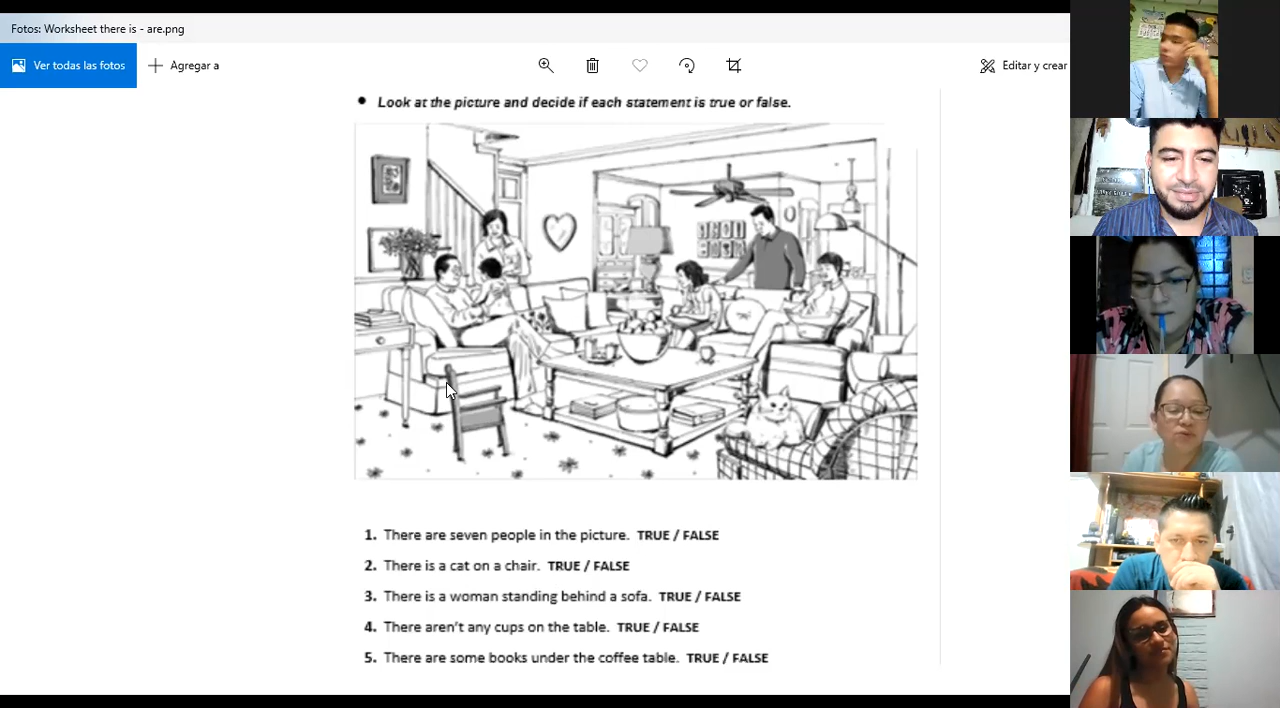 Fotos: Worksheet there is - are.png
Ver todas las fotos
Agregar a
Editar y crear
Look at the picture and decide if each statement is true or false.
1. There are seven people in the picture. TRUE / FALSE
2. There is a cat on a chair. TRUE / FALSE
3. There is a woman standing behind a sofa. TRUE / FALSE
4. There aren't any cups on the table. TRUE / FALSE
5. There are some books under the coffee table. TRUE / FALSE